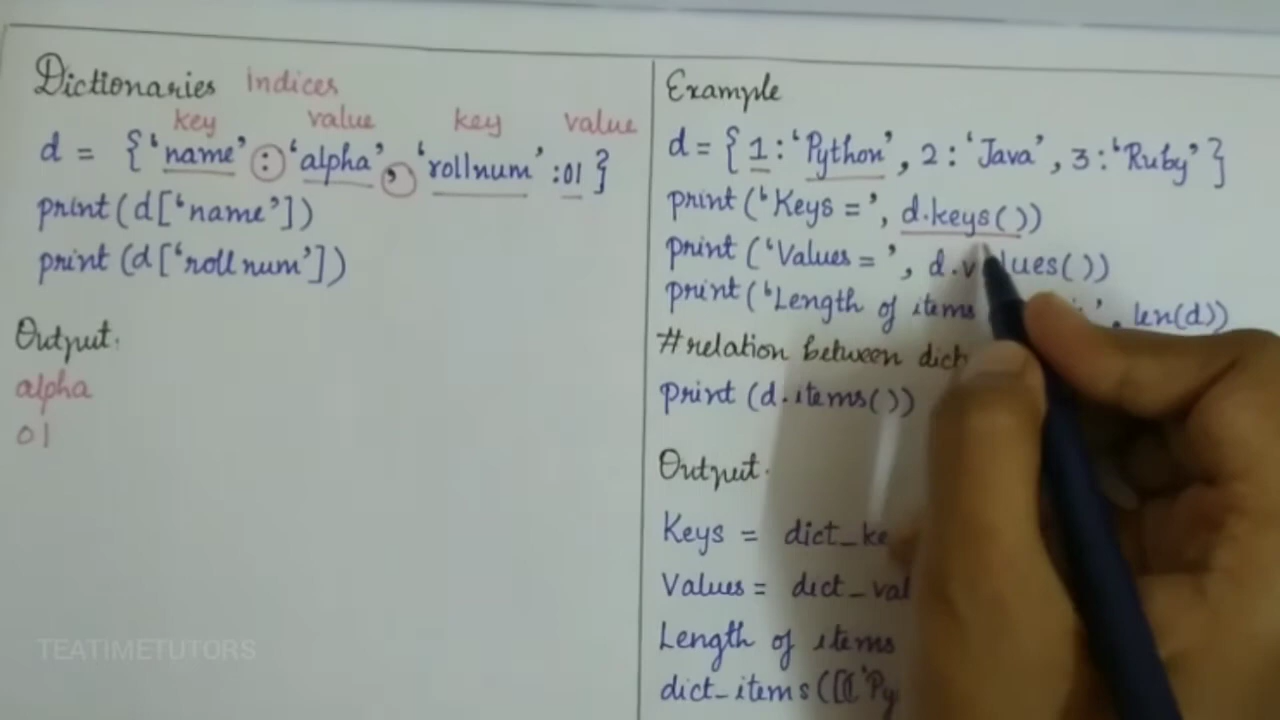 Dictionaries Indices
key value key value
d = {'name' : 'alpha', 'rollnum' :01}
print(d['name'])
print (d['rollnum'])
Output:
alpha
01
TEATIMETUTORS
Example
d = { 1 : 'Python', 2 : 'Java', 3 : 'Ruby' }
print('Keys =', d.keys())
print ('Values = ', d.values())
print('Length of items ', len(d))
#relation between dict
print (d.items())
Output.
Keys = dict_ke
Values = dict_val
Length of items
dict_items([('Py